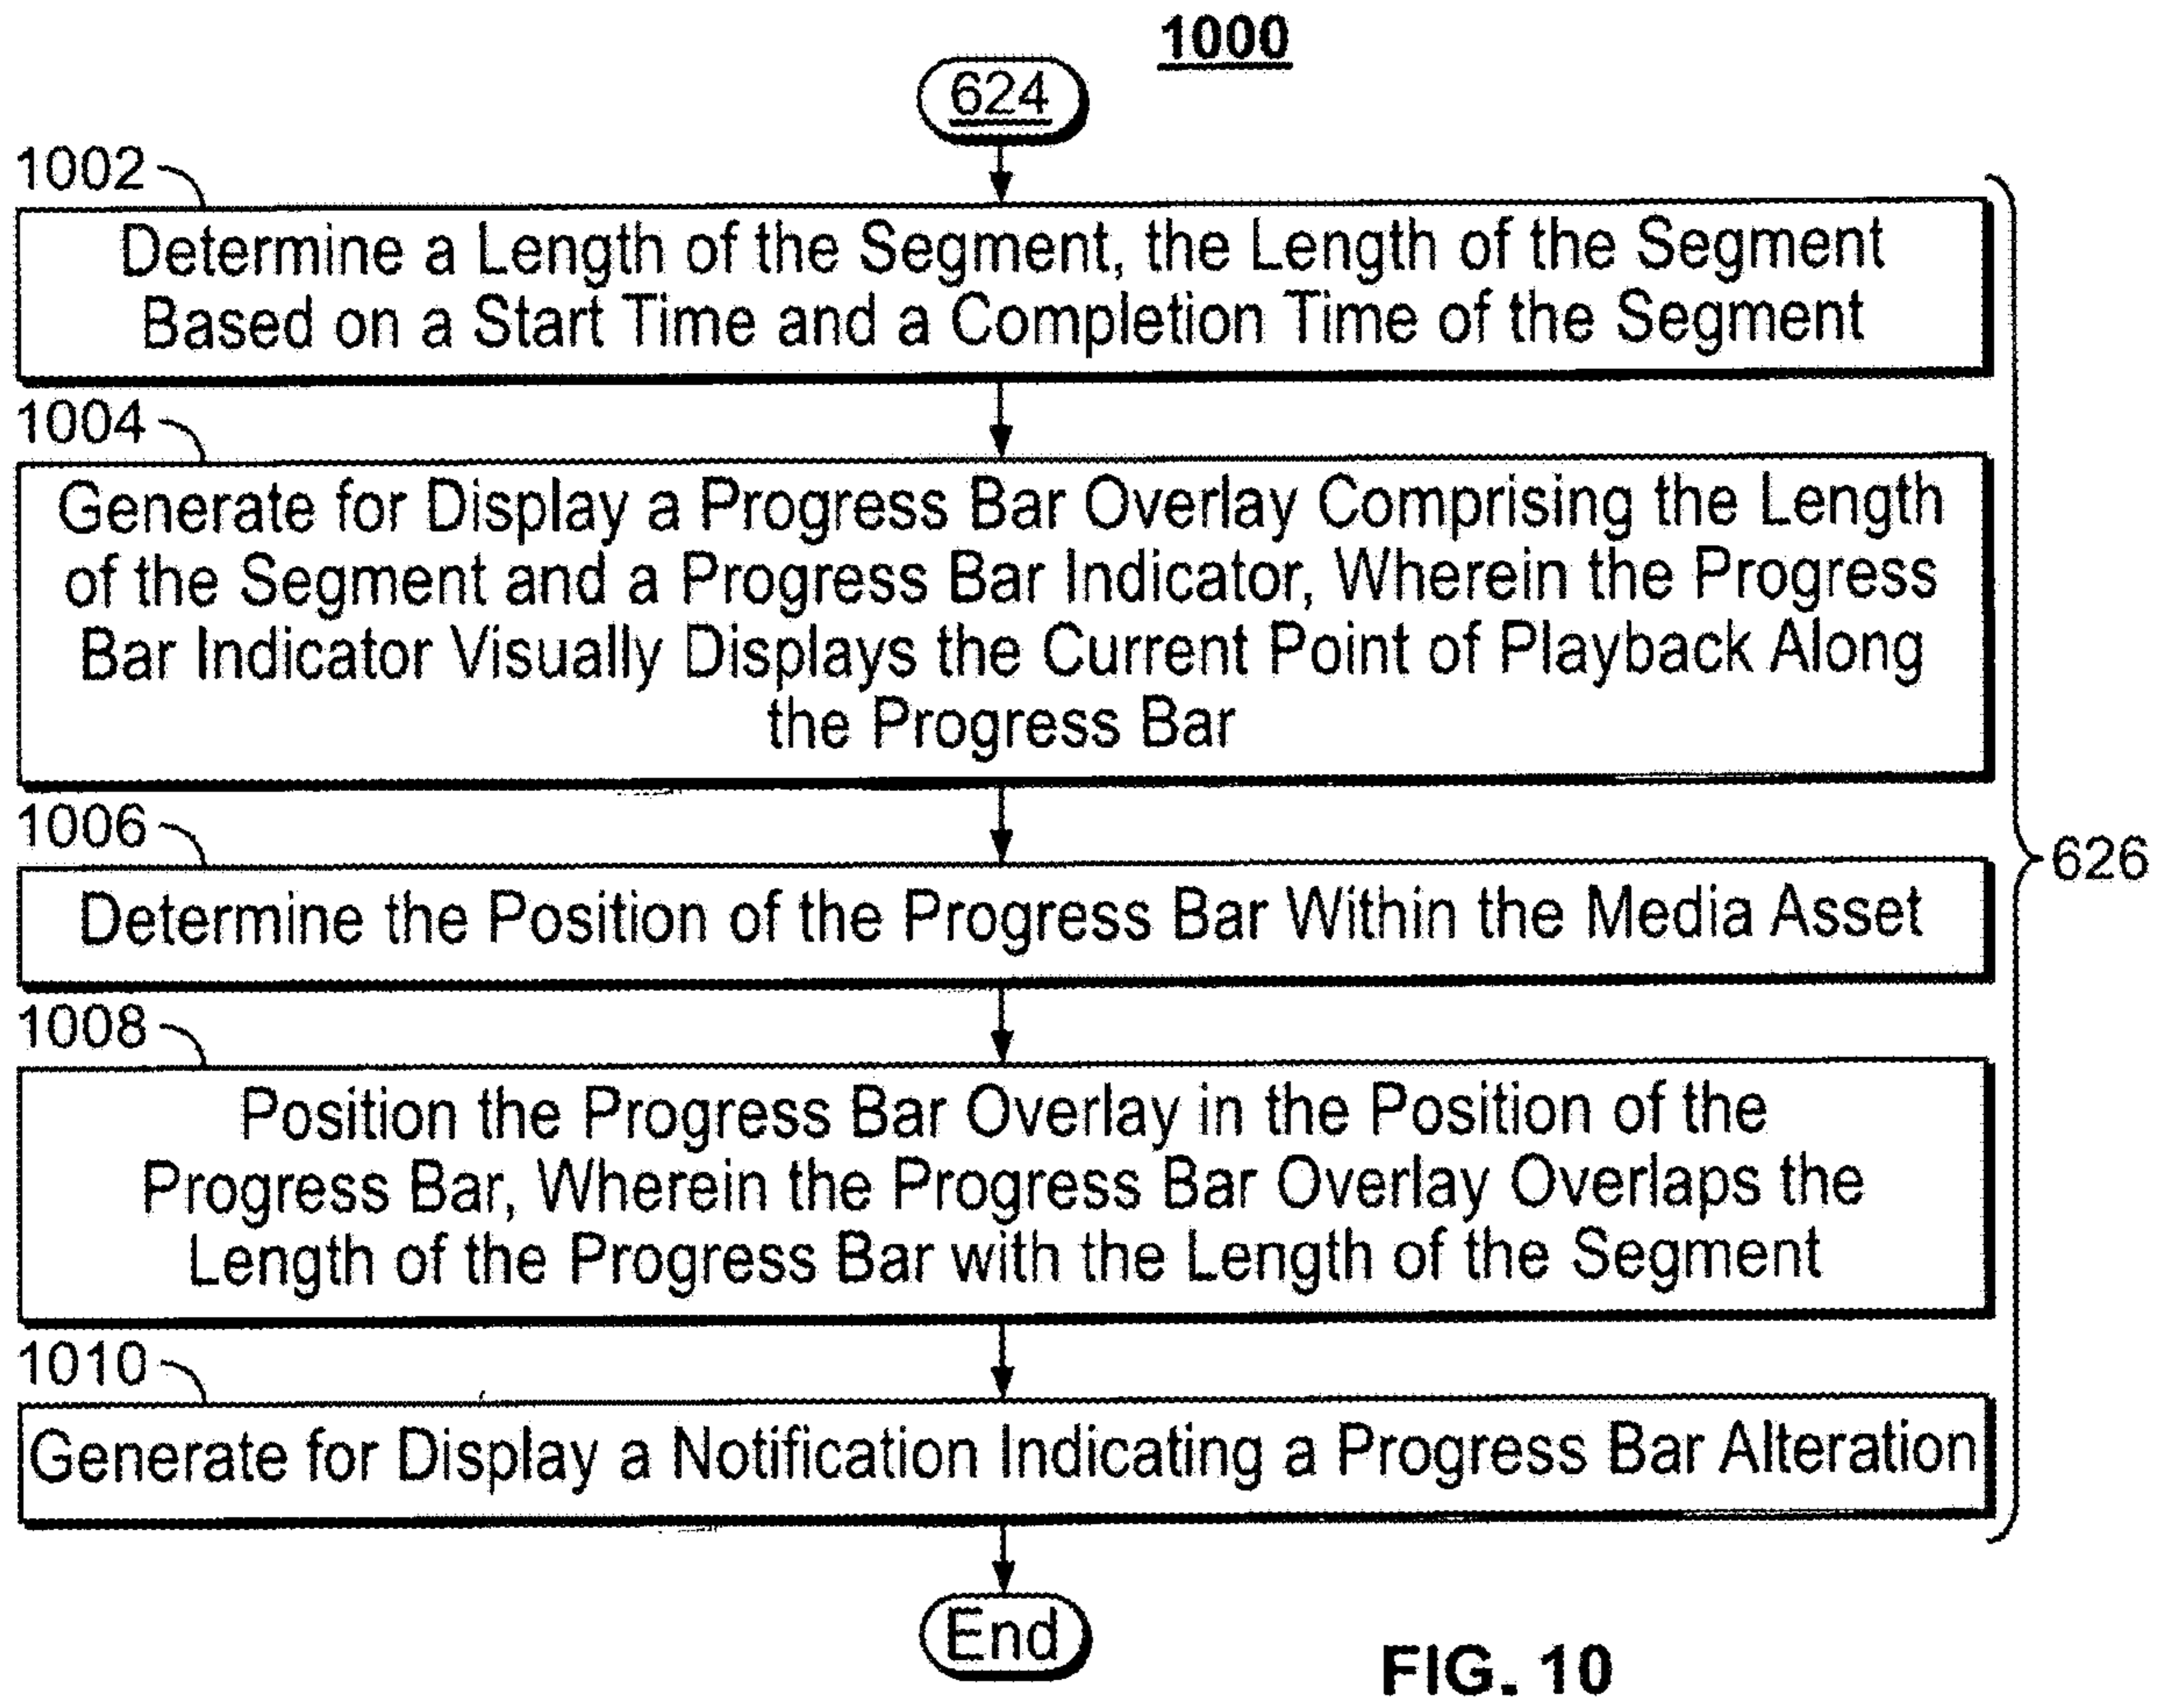 1000
624
1002
Determine a Length of the Segment, the Length of the Segment
Based on a Start Time and a Completion Time of the Segment
1004
Generate for Display a Progress Bar Overlay Comprising the Length
of the Segment and a Progress Bar Indicator, Wherein the Progress
Bar Indicator Visually Displays the Current Point of Playback Along
the Progress Bar
1006
626
Determine the Position of the Progress Bar Within the Media Asset
1008
Position the Progress Bar Overlay in the Position of the
Progress Bar, Wherein the Progress Bar Overlay Overlaps the
Length of the Progress Bar with the Length of the Segment
1010
Generate for Display a Notification Indicating a Progress Bar Alteration
End
FIG. 10